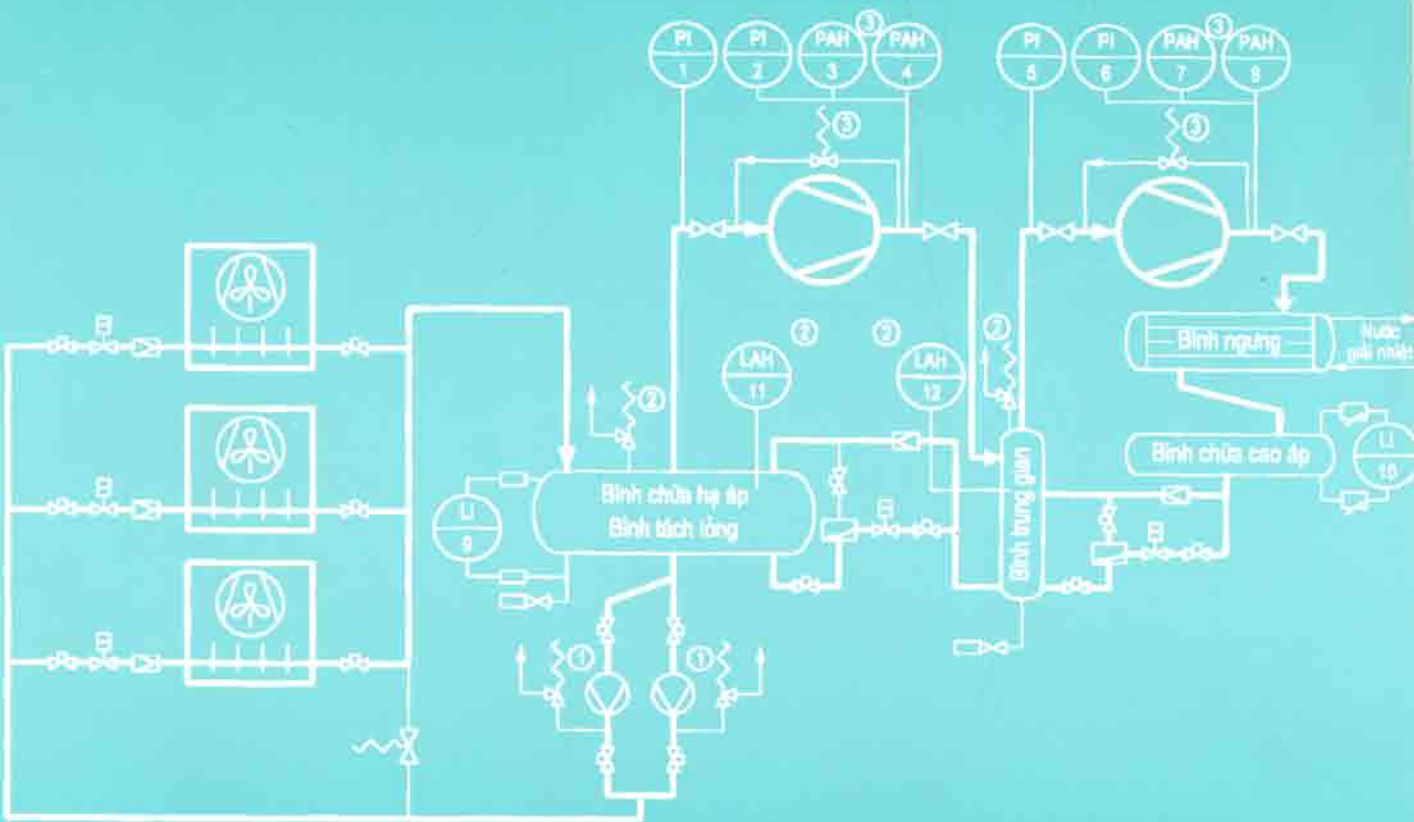 PI 1
PI 2
PAH 3
③
PAH 4
PI 5
PI 6
PAH 7
③
PAH 8
③
③
②
②
②
LAH 11
LAH 12
②
Bình ngưng
Nước
giải nhiệt
Bình chứa cao áp
LI 10
Bình chứa hạ áp
Bình tách lỏng
LI 9
Bình trung gian
①
①